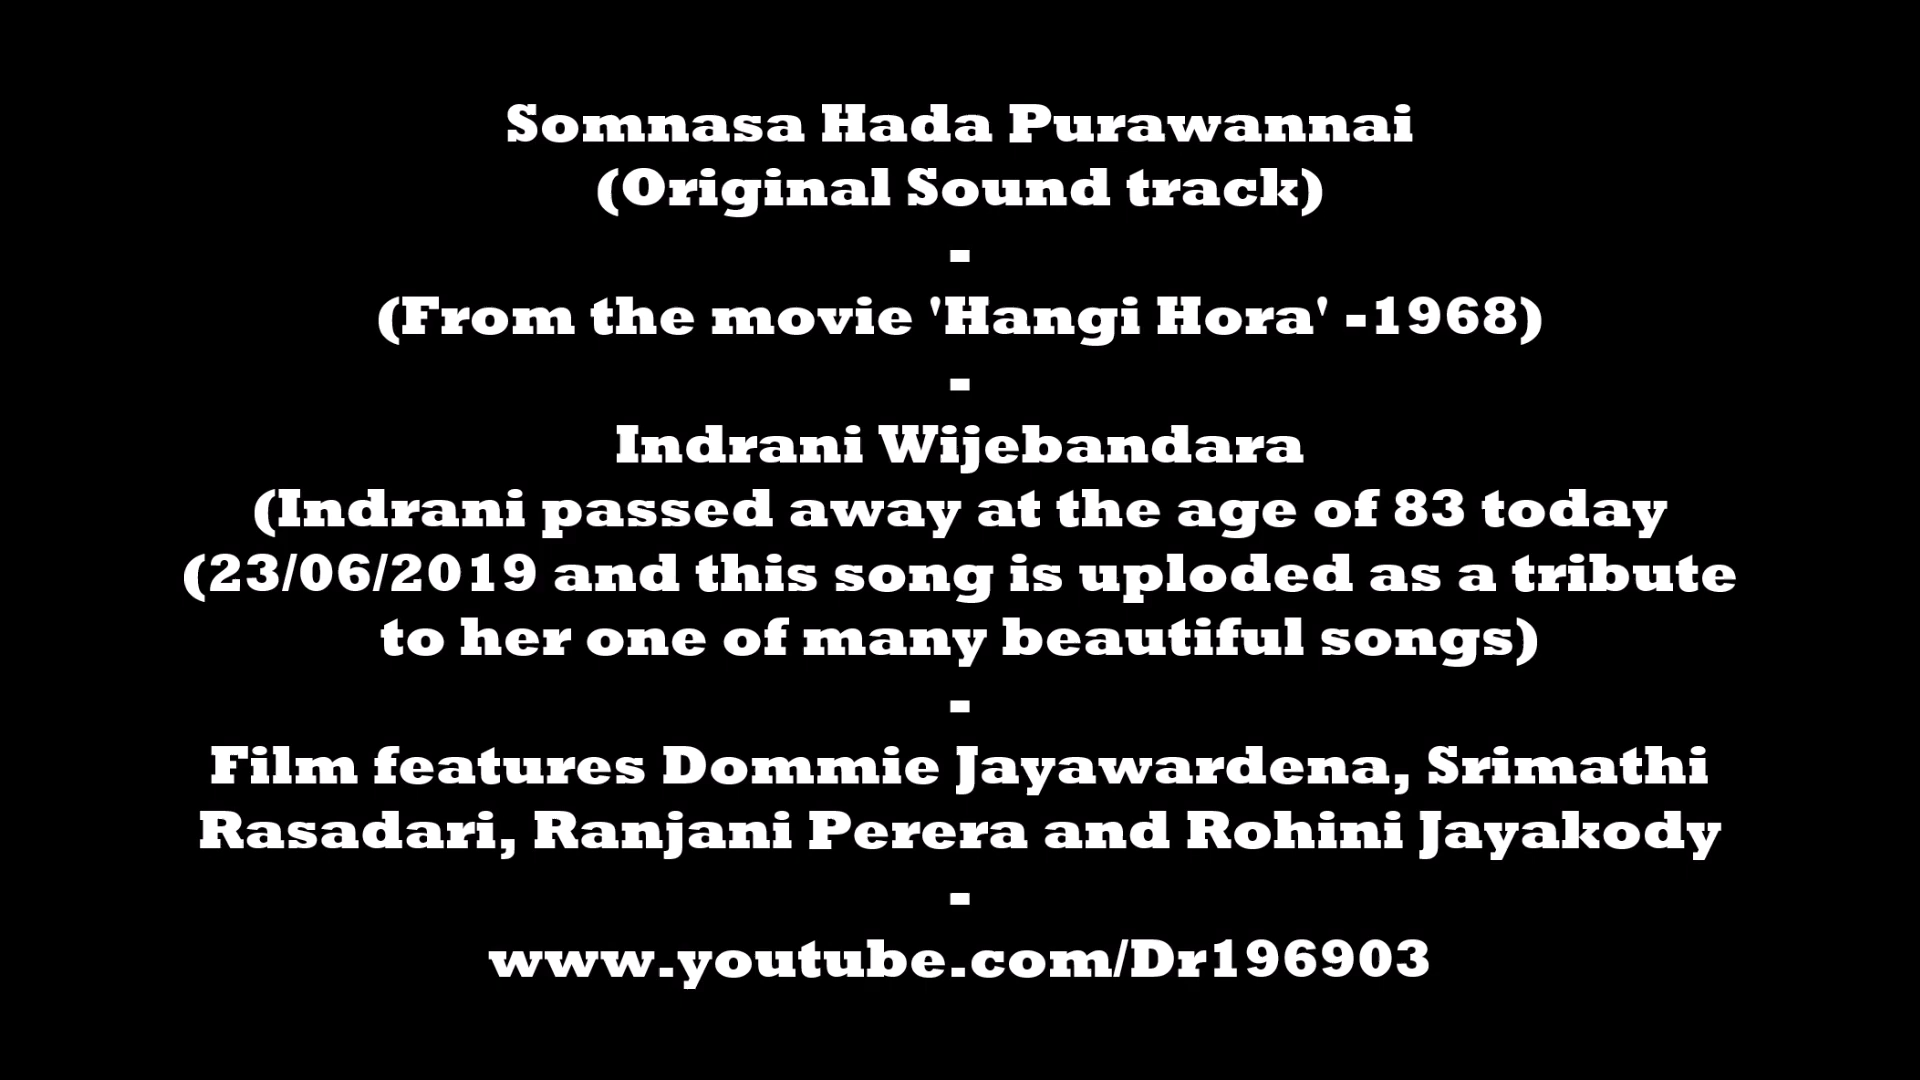 Somnasa Hada Purawannai
(Original Sound track)
-
(From the movie 'Hangi Hora' -1968)
-
Indrani Wijebandara
(Indrani passed away at the age of 83 today
(23/06/2019 and this song is uploded as a tribute
to her one of many beautiful songs)
-
Film features Dommie Jayawardena, Srimathi
Rasadari, Ranjani Perera and Rohini Jayakody
-
www.youtube.com/Dr196903